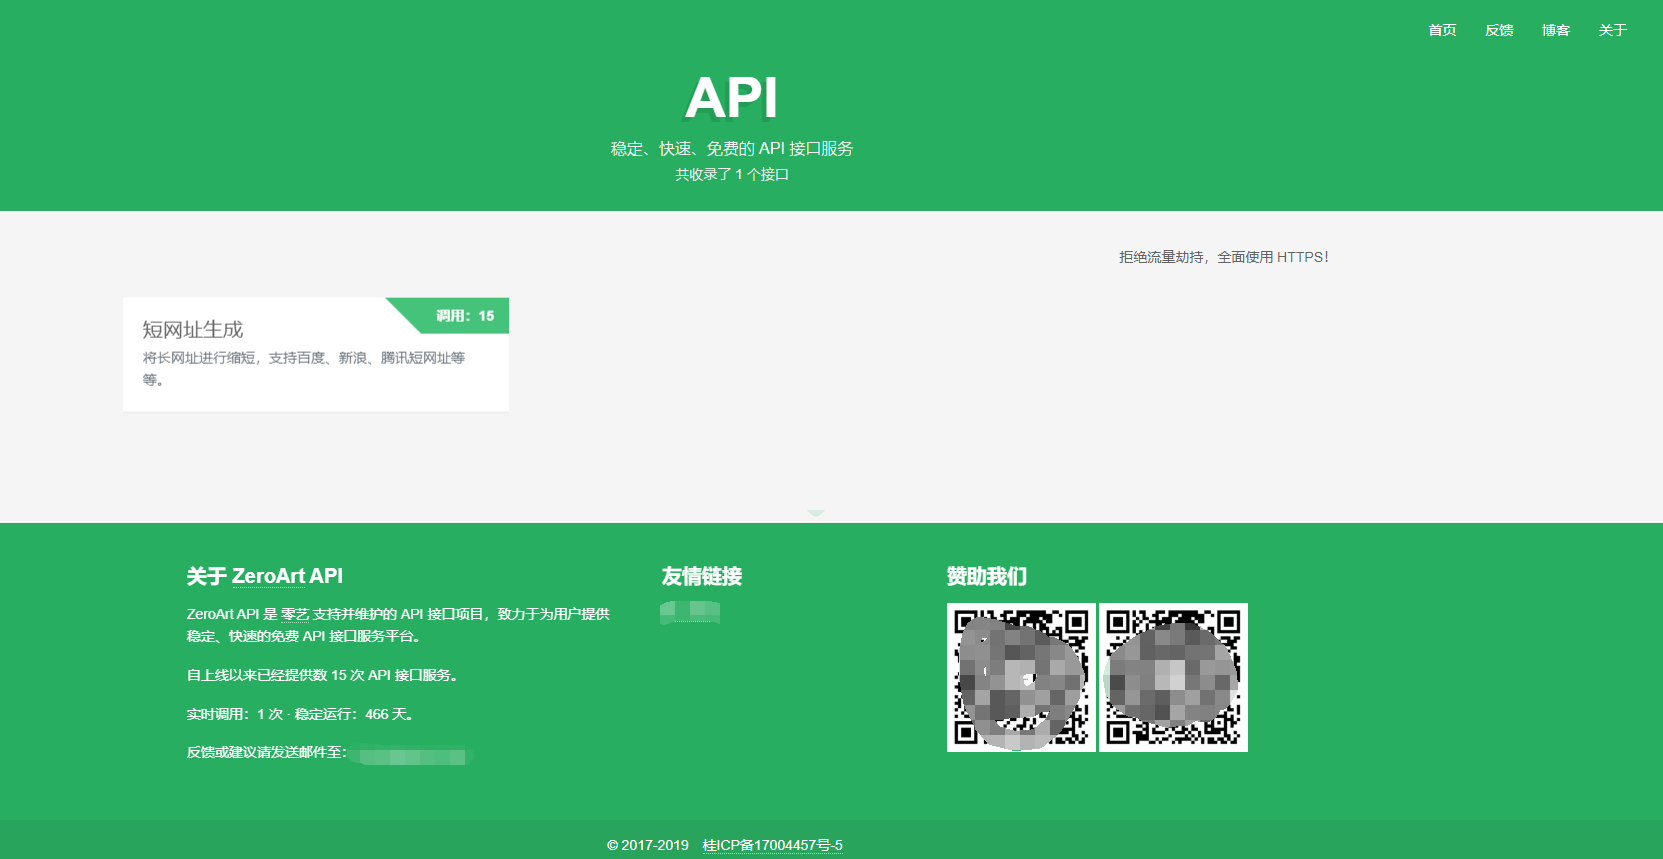 首页 反馈 博客 关于
API
稳定、快速、免费的 API 接口服务
共收录了 1 个接口
拒绝流量劫持，全面使用 HTTPS！
调用：15
短网址生成
将长网址进行缩短，支持百度、新浪、腾讯短网址等
等。
关于 ZeroArt API
ZeroArt API 是 零艺 支持并维护的 API 接口项目，致力于为用户提供
稳定、快速的免费 API 接口服务平台。
自上线以来已经提供数 15 次 API 接口服务。
实时调用：1 次 · 稳定运行：466 天。
反馈或建议请发送邮件至：
友情链接
赞助我们
© 2017-2019 桂ICP备17004457号-5